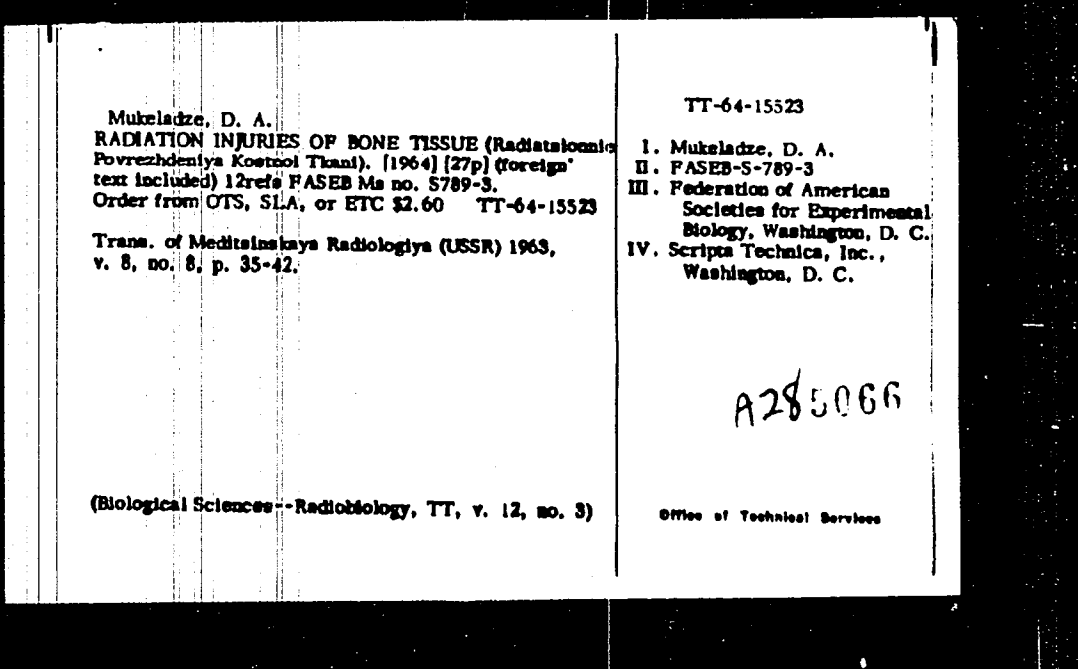 Mukeladze, D. A.
RADIATION INJURIES OF BONE TISSUE (Radiatsionnie
Povrezhdeniya Kostnoi Tkani). [1964] [27p] (foreign
text included) 12refs FASEB Ms no. S789-3.
Order from OTS, SLA, or ETC $2.60 TT-64-15523
Trans. of Meditsinskaya Radiologiya (USSR) 1963,
v. 8, no. 8, p. 35-42.
(Biological Sciences--Radiobiology, TT, v. 12, no. 3)
TT-64-15523
I. Mukeladze, D. A.
II. FASEB-S-789-3
III. Federation of American
Societies for Experimental
Biology, Washington, D. C.
IV. Scripta Technica, Inc.,
Washington, D. C.
A285066
Office of Technical Services